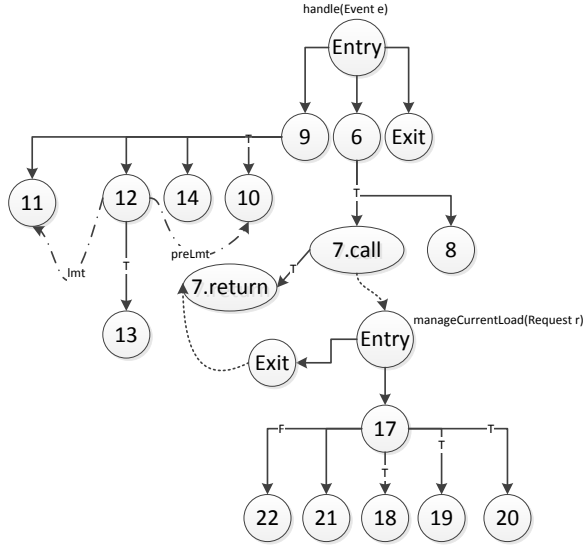 handle(Event e)
Entry
9
6
Exit
T
11
12
14
10
T
lmt
preLmt
T
7.call
8
7.return
T
13
Exit
Entry
manageCurrentLoad(Request r)
17
F
T
T
T
22
21
18
19
20